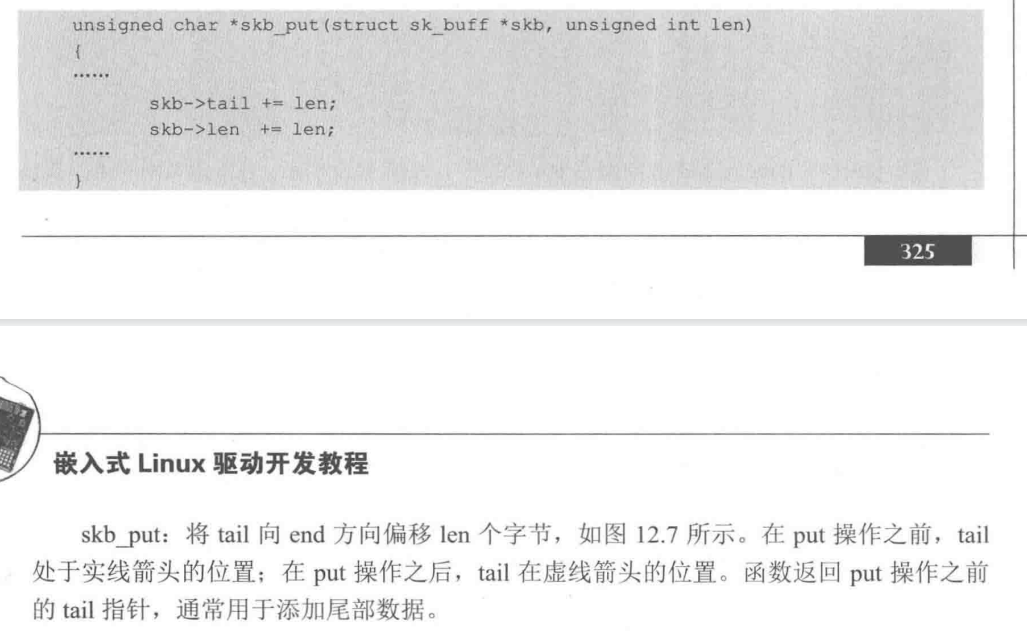 unsigned char *skb_put(struct sk_buff *skb, unsigned int len)
{
……
skb->tail += len;
skb->len += len;
……
}
325
嵌入式 Linux 驱动开发教程
skb_put：将 tail 向 end 方向偏移 len 个字节，如图 12.7 所示。在 put 操作之前，tail
处于实线箭头的位置；在 put 操作之后，tail 在虚线箭头的位置。函数返回 put 操作之前
的 tail 指针，通常用于添加尾部数据。